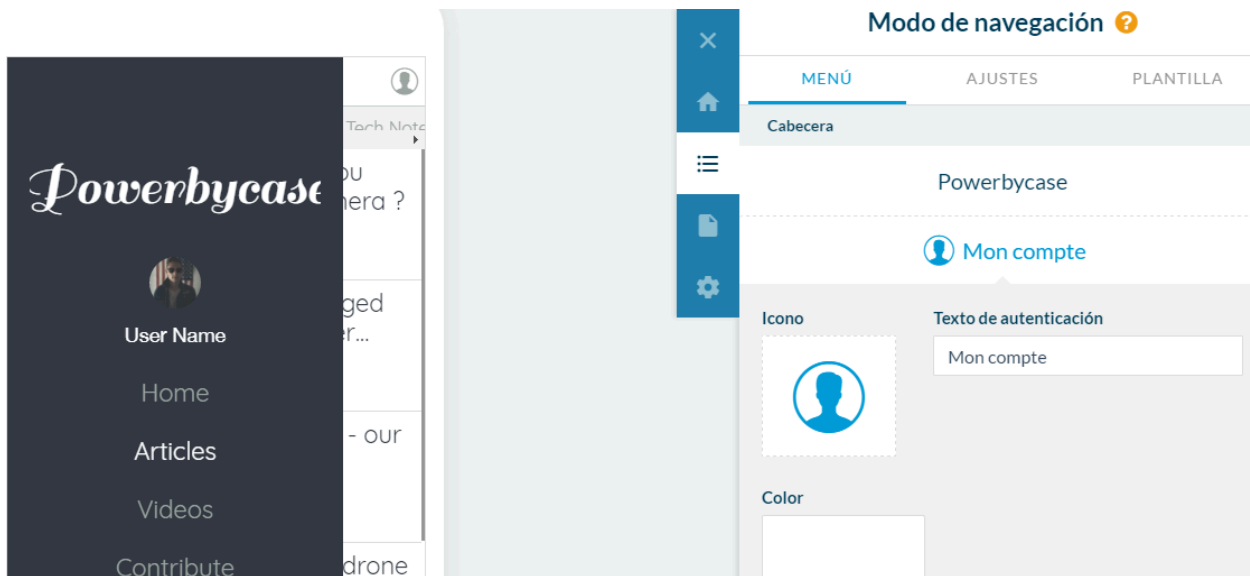 Powerbycase
User Name
Home
Articles
Videos
Contribute
Tech Note
ou
nera ?
ged
er...
- our
drone
Modo de navegación ?
MENÚ
AJUSTES
PLANTILLA
Cabecera
Powerbycase
Mon compte
Icono
Texto de autenticación
Mon compte
Color